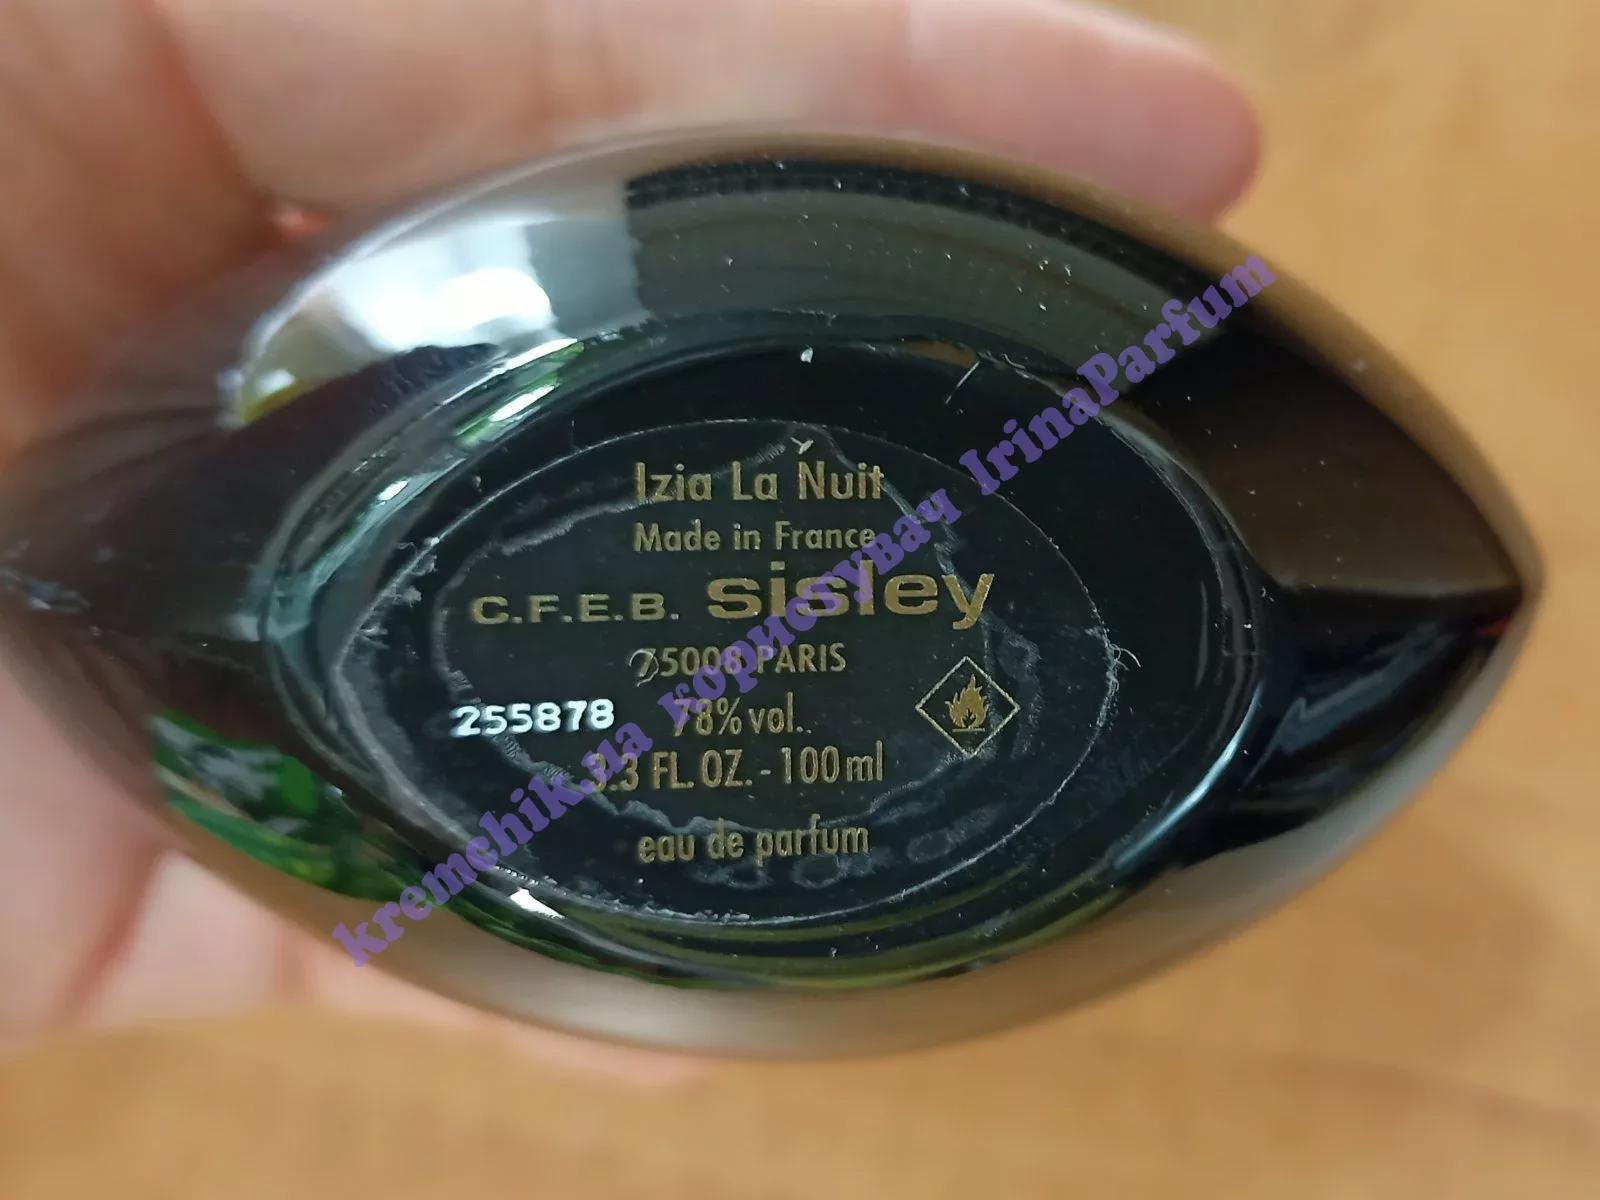 Izia La Nuit
Made in France
C.F.E.B. sisley
75008 PARIS
255878 78% vol.
3.3 FL. OZ. - 100ml
eau de parfum
kremchik.ua користувач IrinaParfum